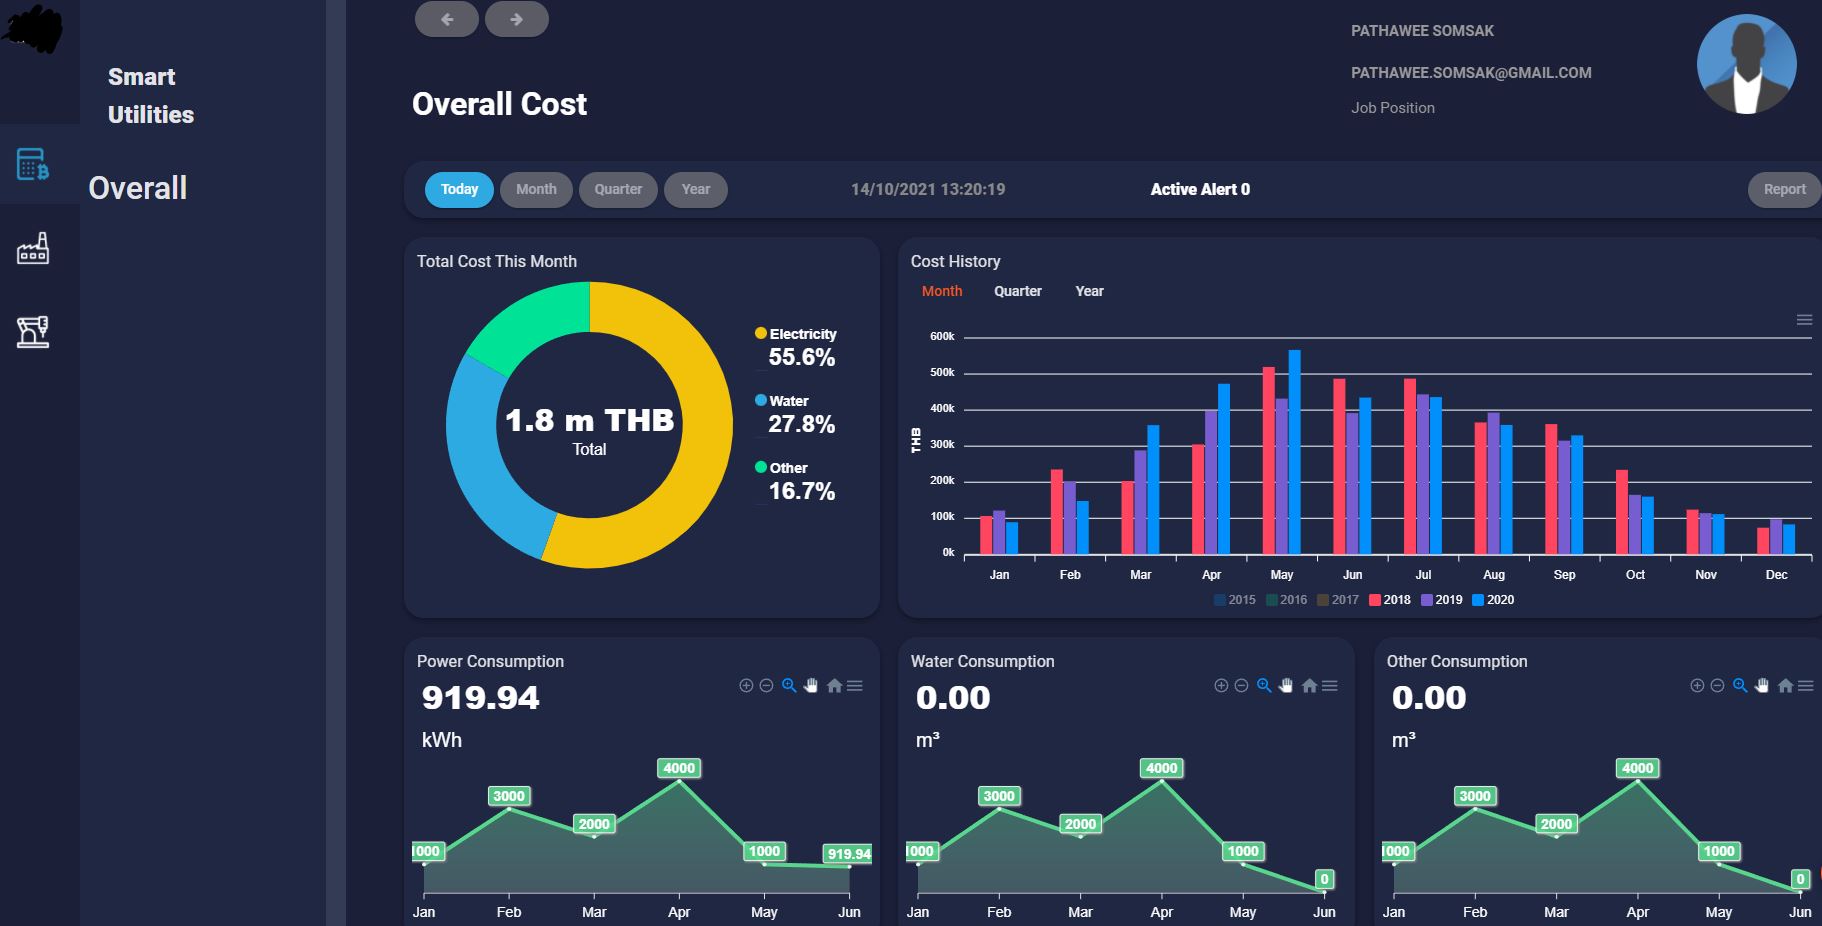 Smart
Utilities
Overall
PATHAWEE SOMSAK
PATHAWEE.SOMSAK@GMAIL.COM
Job Position
Overall Cost
Today Month Quarter Year 14/10/2021 13:20:19 Active Alert 0 Report
Total Cost This Month
Electricity
55.6%
Water
27.8%
Other
16.7%
1.8 m THB
Total
Cost History
Month Quarter Year
600k
500k
400k
300k
200k
100k
0k
THB
Jan Feb Mar Apr May Jun Jul Aug Sep Oct Nov Dec
2015 2016 2017 2018 2019 2020
Power Consumption
919.94
kWh
1000 3000 2000 4000 1000 919.94
Jan Feb Mar Apr May Jun
Water Consumption
0.00
m³
1000 3000 2000 4000 1000 0
Jan Feb Mar Apr May Jun
Other Consumption
0.00
m³
1000 3000 2000 4000 1000 0
Jan Feb Mar Apr May Jun